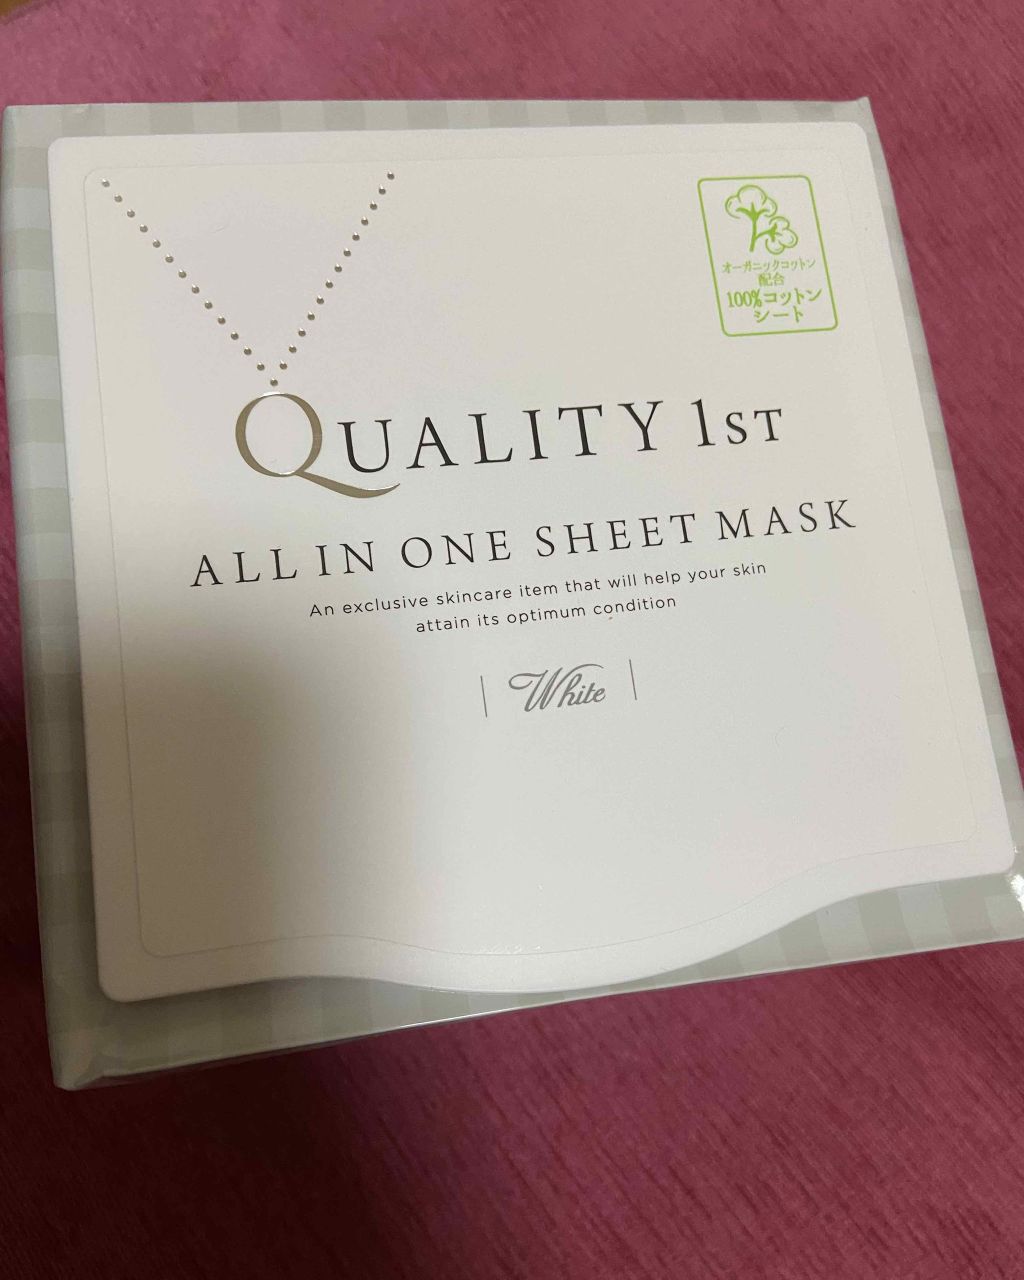 オーガニックコットン
配合
100%コットン
シート
QUALITY 1ST
ALL IN ONE SHEET MASK
An exclusive skincare item that will help your skin
attain its optimum condition
White